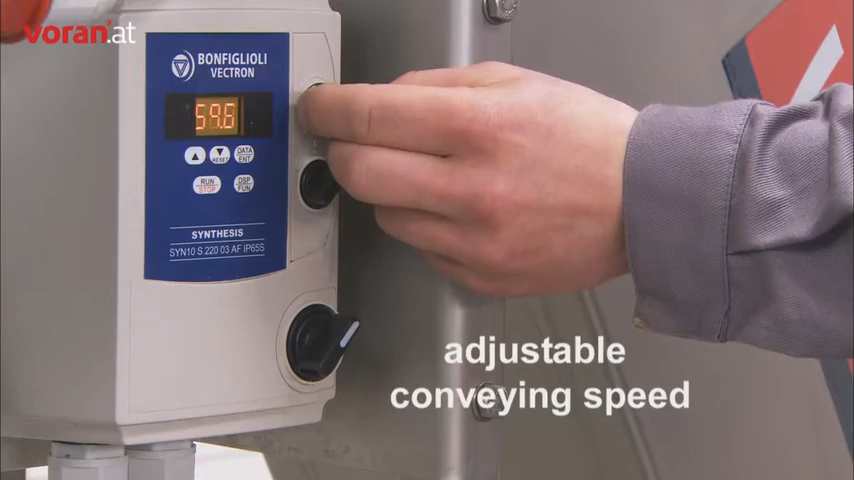 voran.at
BONFIGLIOLI
VECTRON
59.6
RESET
DATA
ENT
RUN
STOP
DSP
FUN
SYNTHESIS
SYN10 S 220 03 AF IP65S
adjustable
conveying speed